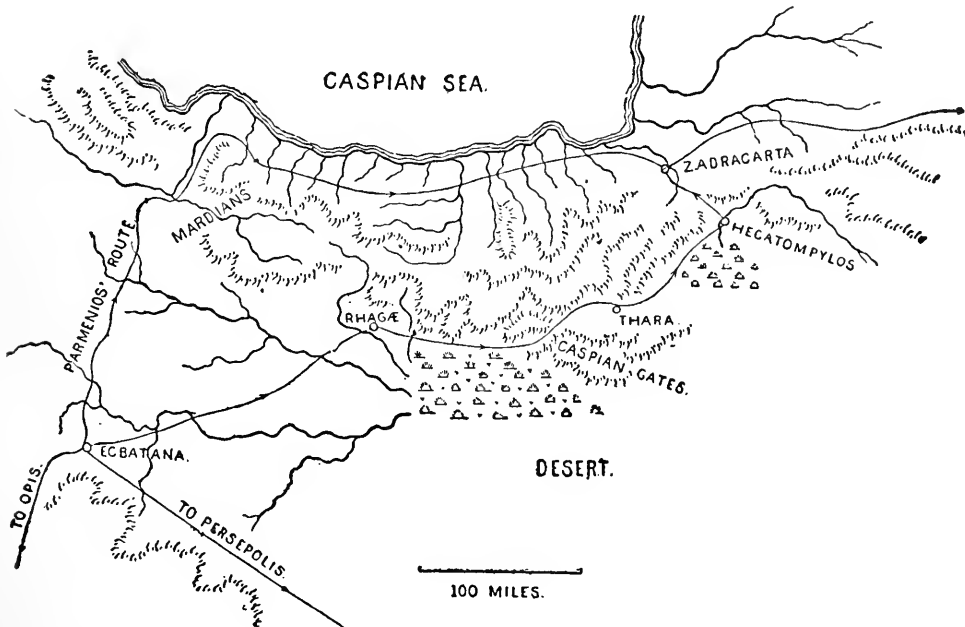 CASPIAN SEA.
ZADRACARTA
MARDIANS
HECATOMPYLOS
PARMENIOS' ROUTE
RHAGÆ
THARA.
CASPIAN GATES.
ECBATANA.
DESERT.
TO OPIS.
TO PERSEPOLIS.
100 MILES.